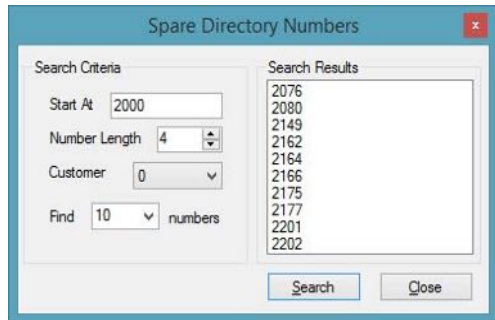 Spare Directory Numbers
x
Search Criteria
Start At 2000
Number Length 4
Customer 0
Find 10 numbers
Search Results
2076
2080
2149
2162
2164
2166
2175
2177
2201
2202
Search Close